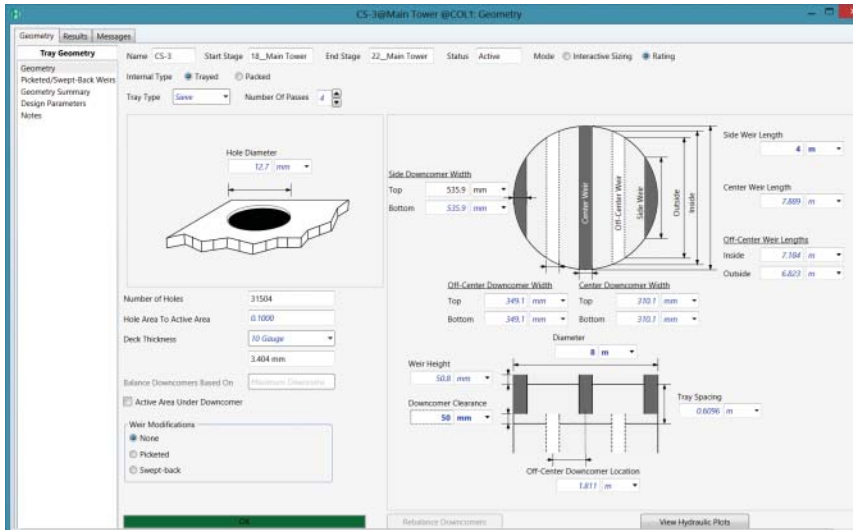 CS-3@Main Tower @COL1: Geometry
Geometry Results Messages
Tray Geometry
Geometry
Picketed/Swept-Back Weirs
Geometry Summary
Design Parameters
Notes
Name CS-3 Start Stage 18__Main Tower End Stage 22__Main Tower Status Active Mode Interactive Sizing Rating
Internal Type Trayed Packed
Tray Type Sieve Number Of Passes 4
Hole Diameter
12.7 mm
Number of Holes 31504
Hole Area To Active Area 0.1000
Deck Thickness 10 Gauge
3.404 mm
Balance Downcomers Based On Maximum Downcomer
Active Area Under Downcomer
Weir Modifications
None
Picketed
Swept-back
Side Downcomer Width
Top 535.9 mm
Bottom 535.9 mm
Center Weir
Off-Center Weir
Side Weir
Outside
Inside
Side Weir Length
4 m
Center Weir Length
7.889 m
Off-Center Weir Lengths
Inside 7.184 m
Outside 6.823 m
Off-Center Downcomer Width Center Downcomer Width
Top 349.1 mm Top 310.1 mm
Bottom 349.1 mm Bottom 310.1 mm
Diameter
8 m
Weir Height
50.8 mm
Downcomer Clearance
50 mm
Tray Spacing
0.6096 m
Off-Center Downcomer Location
1.811 m
OK Rebalance Downcomers View Hydraulic Plots